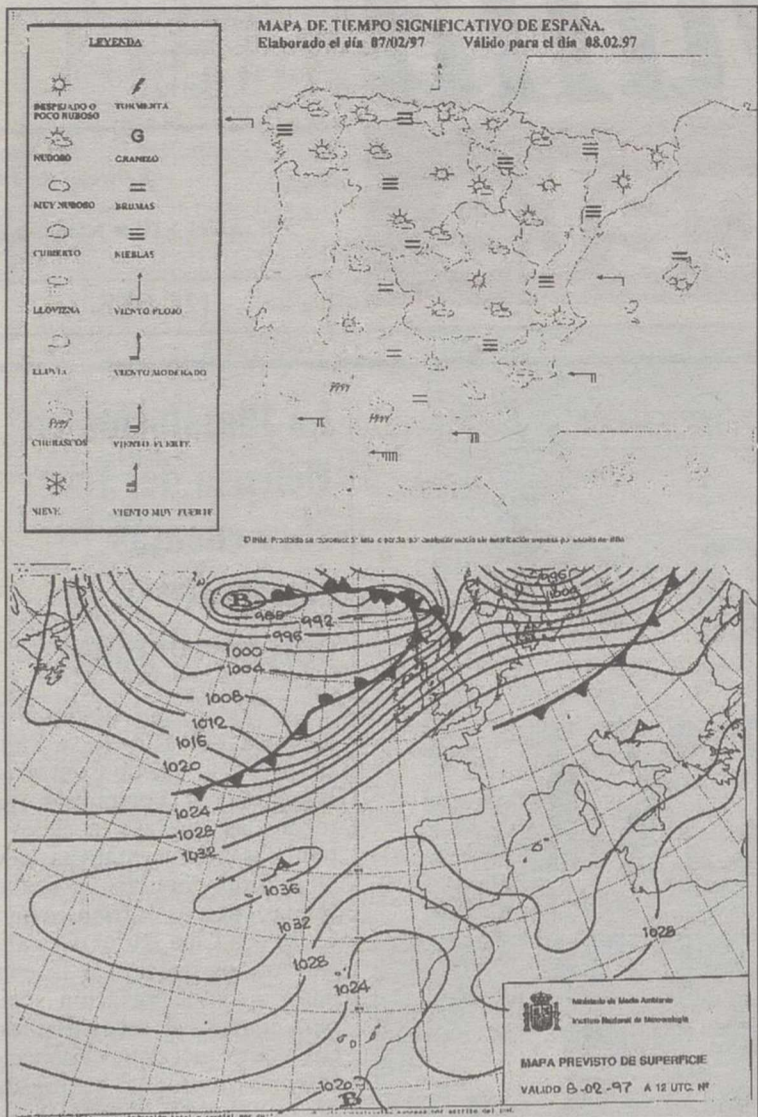 MAPA DE TIEMPO SIGNIFICATIVO DE ESPAÑA.
Elaborado el día 07/02/97 Válido para el día 08.02.97
LEYENDA
DESPEJADO O POCO NUBOSO
TORMENTA
NUBOSO
G
GRANIZO
MUY NUBOSO
BRUMAS
CUBIERTO
NIEBLAS
LLOVIZNA
VIENTO FLOJO
LLUVIA
VIENTO MODERADO
CHUBASCOS
VIENTO FUERTE
NIEVE
VIENTO MUY FUERTE
B
988
992
996
1000
1004
1008
1012
1016
1020
1024
1028
1032
A
1036
1032
1028
1024
1020
B
996
1000
A
1028
Ministerio de Medio Ambiente
Instituto Nacional de Meteorología
MAPA PREVISTO DE SUPERFICIE
VALIDO 8-02-97 A 12 UTC. Nº